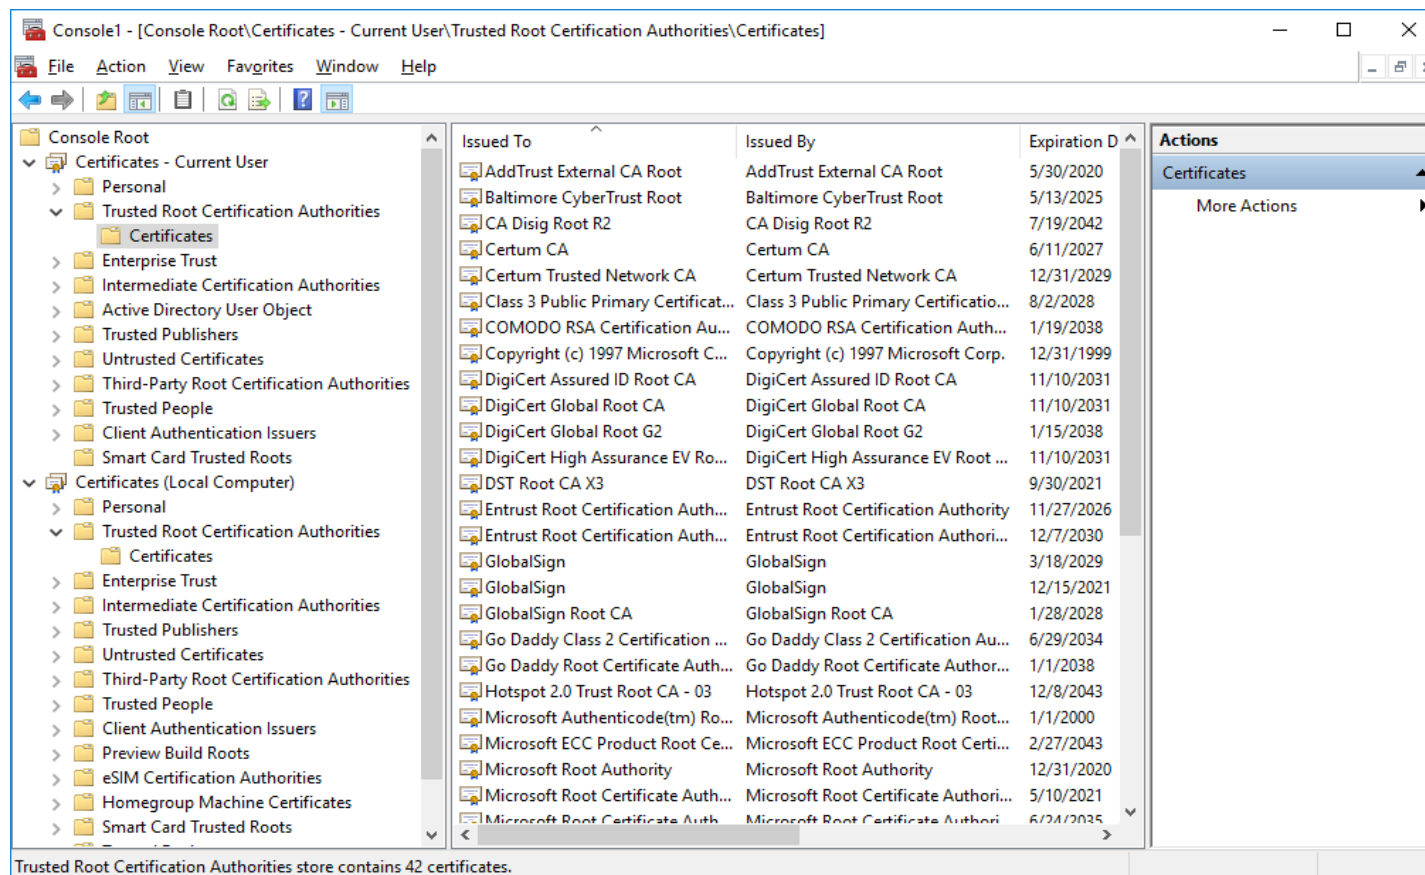 Console1 - [Console Root\Certificates - Current User\Trusted Root Certification Authorities\Certificates]
File Action View Favorites Window Help
Console Root
Certificates - Current User
Personal
Trusted Root Certification Authorities
Certificates
Enterprise Trust
Intermediate Certification Authorities
Active Directory User Object
Trusted Publishers
Untrusted Certificates
Third-Party Root Certification Authorities
Trusted People
Client Authentication Issuers
Smart Card Trusted Roots
Certificates (Local Computer)
Personal
Trusted Root Certification Authorities
Certificates
Enterprise Trust
Intermediate Certification Authorities
Trusted Publishers
Untrusted Certificates
Third-Party Root Certification Authorities
Trusted People
Client Authentication Issuers
Preview Build Roots
eSIM Certification Authorities
Homegroup Machine Certificates
Smart Card Trusted Roots
Issued To Issued By Expiration D
AddTrust External CA Root AddTrust External CA Root 5/30/2020
Baltimore CyberTrust Root Baltimore CyberTrust Root 5/13/2025
CA Disig Root R2 CA Disig Root R2 7/19/2042
Certum CA Certum CA 6/11/2027
Certum Trusted Network CA Certum Trusted Network CA 12/31/2029
Class 3 Public Primary Certificat... Class 3 Public Primary Certificatio... 8/2/2028
COMODO RSA Certification Au... COMODO RSA Certification Auth... 1/19/2038
Copyright (c) 1997 Microsoft C... Copyright (c) 1997 Microsoft Corp. 12/31/1999
DigiCert Assured ID Root CA DigiCert Assured ID Root CA 11/10/2031
DigiCert Global Root CA DigiCert Global Root CA 11/10/2031
DigiCert Global Root G2 DigiCert Global Root G2 1/15/2038
DigiCert High Assurance EV Ro... DigiCert High Assurance EV Root ... 11/10/2031
DST Root CA X3 DST Root CA X3 9/30/2021
Entrust Root Certification Auth... Entrust Root Certification Authority 11/27/2026
Entrust Root Certification Auth... Entrust Root Certification Authori... 12/7/2030
GlobalSign GlobalSign 3/18/2029
GlobalSign GlobalSign 12/15/2021
GlobalSign Root CA GlobalSign Root CA 1/28/2028
Go Daddy Class 2 Certification ... Go Daddy Class 2 Certification Au... 6/29/2034
Go Daddy Root Certificate Auth... Go Daddy Root Certificate Author... 1/1/2038
Hotspot 2.0 Trust Root CA - 03 Hotspot 2.0 Trust Root CA - 03 12/8/2043
Microsoft Authenticode(tm) Ro... Microsoft Authenticode(tm) Root... 1/1/2000
Microsoft ECC Product Root Ce... Microsoft ECC Product Root Certi... 2/27/2043
Microsoft Root Authority Microsoft Root Authority 12/31/2020
Microsoft Root Certificate Auth... Microsoft Root Certificate Authori... 5/10/2021
Microsoft Root Certificate Auth... Microsoft Root Certificate Authori... 6/24/2035
Actions
Certificates
More Actions
Trusted Root Certification Authorities store contains 42 certificates.